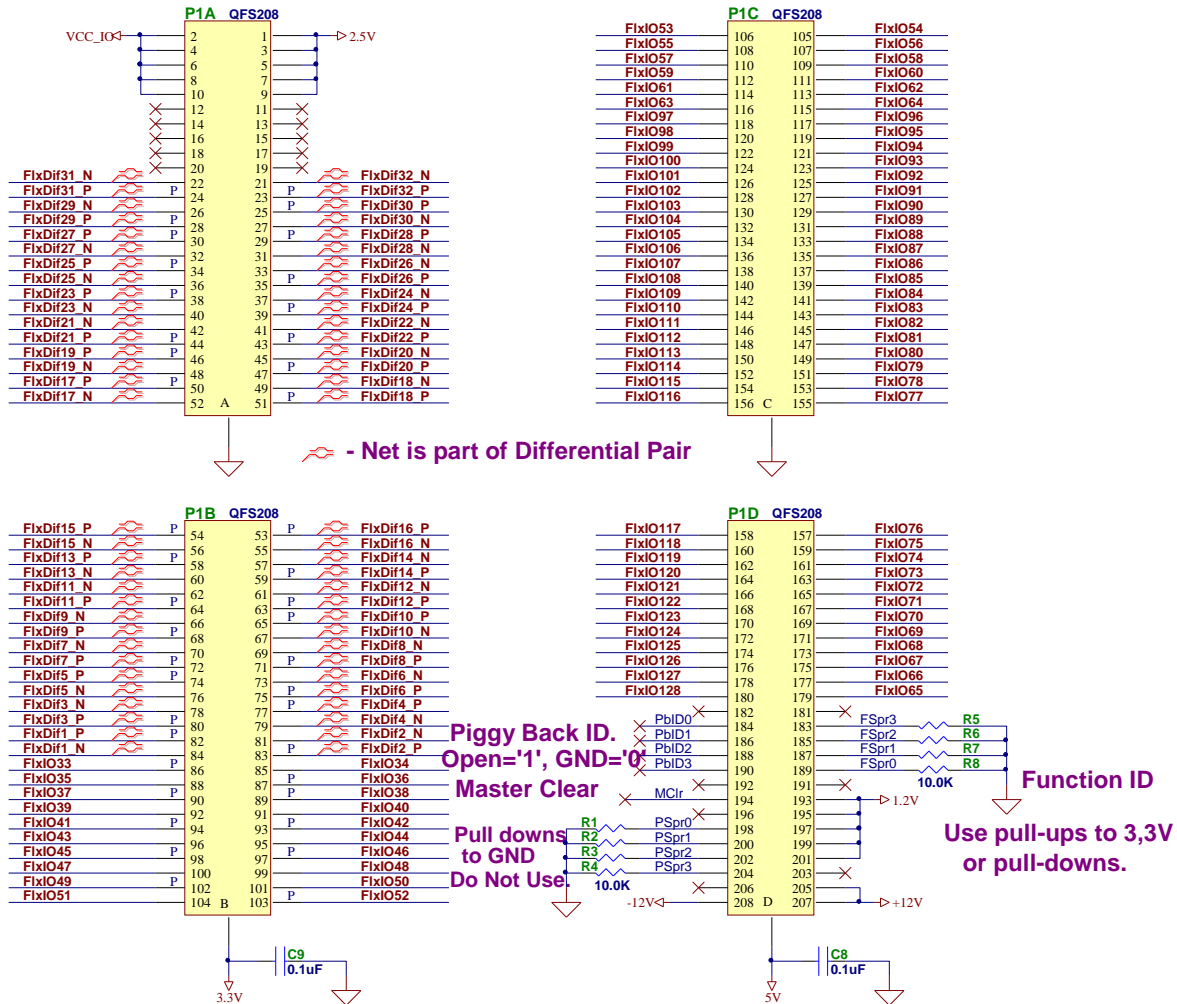 P1A QFS208
VCC_IO 2 1 2.5V
4 3
6 5
8 7
10 9
12 11
14 13
16 15
18 17
20 19
FlxDif31_N 22 21 FlxDif32_N
FlxDif31_P P 24 23 P FlxDif32_P
FlxDif29_N 26 25 P FlxDif30_P
FlxDif29_P P 28 27 FlxDif30_N
FlxDif27_P P 30 29 P FlxDif28_P
FlxDif27_N 32 31 FlxDif28_N
FlxDif25_P P 34 33 FlxDif26_N
FlxDif25_N 36 35 P FlxDif26_P
FlxDif23_P P 38 37 FlxDif24_N
FlxDif23_N 40 39 P FlxDif24_P
FlxDif21_N 42 41 FlxDif22_N
FlxDif21_P P 44 43 P FlxDif22_P
FlxDif19_P P 46 45 FlxDif20_N
FlxDif19_N 48 47 P FlxDif20_P
FlxDif17_P P 50 49 FlxDif18_N
FlxDif17_N 52 A 51 P FlxDif18_P
P1C QFS208
FlxIO53 106 105 FlxIO54
FlxIO55 108 107 FlxIO56
FlxIO57 110 109 FlxIO58
FlxIO59 112 111 FlxIO60
FlxIO61 114 113 FlxIO62
FlxIO63 116 115 FlxIO64
FlxIO97 118 117 FlxIO96
FlxIO98 120 119 FlxIO95
FlxIO99 122 121 FlxIO94
FlxIO100 124 123 FlxIO93
FlxIO101 126 125 FlxIO92
FlxIO102 128 127 FlxIO91
FlxIO103 130 129 FlxIO90
FlxIO104 132 131 FlxIO89
FlxIO105 134 133 FlxIO88
FlxIO106 136 135 FlxIO87
FlxIO107 138 137 FlxIO86
FlxIO108 140 139 FlxIO85
FlxIO109 142 141 FlxIO84
FlxIO110 144 143 FlxIO83
FlxIO111 146 145 FlxIO82
FlxIO112 148 147 FlxIO81
FlxIO113 150 149 FlxIO80
FlxIO114 152 151 FlxIO79
FlxIO115 154 153 FlxIO78
FlxIO116 156 C 155 FlxIO77
- Net is part of Differential Pair
P1B QFS208
FlxDif15_P P 54 53 P FlxDif16_P
FlxDif15_N 56 55 FlxDif16_N
FlxDif13_P P 58 57 FlxDif14_N
FlxDif13_N 60 59 P FlxDif14_P
FlxDif11_N 62 61 FlxDif12_N
FlxDif11_P P 64 63 P FlxDif12_P
FlxDif9_N 66 65 P FlxDif10_P
FlxDif9_P P 68 67 FlxDif10_N
FlxDif7_N 70 69 FlxDif8_N
FlxDif7_P P 72 71 P FlxDif8_P
FlxDif5_P P 74 73 FlxDif6_N
FlxDif5_N 76 75 P FlxDif6_P
FlxDif3_N 78 77 P FlxDif4_P
FlxDif3_P P 80 79 FlxDif4_N
FlxDif1_P P 82 81 FlxDif2_N
FlxDif1_N 84 83 P FlxDif2_P
FlxIO33 86 85 FlxIO34
FlxIO35 88 87 P FlxIO36
FlxIO37 P 90 89 P FlxIO38
FlxIO39 92 91 FlxIO40
FlxIO41 P 94 93 P FlxIO42
FlxIO43 96 95 FlxIO44
FlxIO45 P 98 97 P FlxIO46
FlxIO47 100 99 FlxIO48
FlxIO49 P 102 101 FlxIO50
FlxIO51 104 B 103 P FlxIO52
C9
0.1uF
3.3V
P1D QFS208
FlxIO117 158 157 FlxIO76
FlxIO118 160 159 FlxIO75
FlxIO119 162 161 FlxIO74
FlxIO120 164 163 FlxIO73
FlxIO121 166 165 FlxIO72
FlxIO122 168 167 FlxIO71
FlxIO123 170 169 FlxIO70
FlxIO124 172 171 FlxIO69
FlxIO125 174 173 FlxIO68
FlxIO126 176 175 FlxIO67
FlxIO127 178 177 FlxIO66
FlxIO128 180 179 FlxIO65
182 181
PbID0 184 183 FSpr3 R5
PbID1 186 185 FSpr2 R6
PbID2 188 187 FSpr1 R7
PbID3 190 189 FSpr0 R8
10.0K
192 191
MClr 194 193 1.2V
196 195
R1 PSpr0 198 197
R2 PSpr1 200 199
R3 PSpr2 202 201
R4 PSpr3 204 203
10.0K
206 205
-12V 208 D 207 +12V
Piggy Back ID.
Open='1', GND='0'
Master Clear
Pull downs
to GND
Do Not Use.
Function ID
Use pull-ups to 3,3V
or pull-downs.
C8
0.1uF
5V